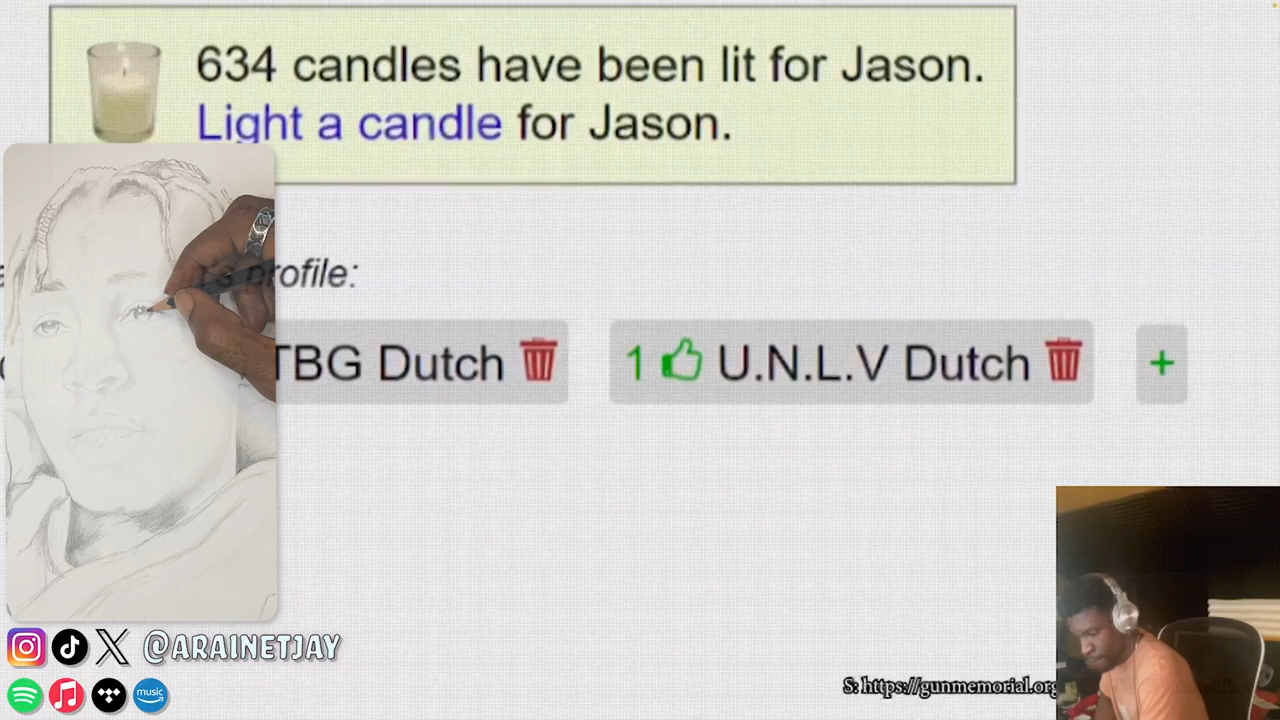 634 candles have been lit for Jason.
Light a candle for Jason.
profile:
TBG Dutch
1 U.N.L.V Dutch +
@ARAINETJAY
music
S: https://gunmemorial.org